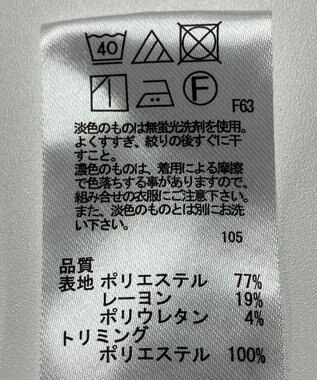 40
F
F63
淡色のものは無蛍光洗剤を使用。
よくすすぎ、絞りの後すぐに干
すこと。
濃色のものは、着用による摩擦
で色落ちする事がありますので、
組み合せの衣服にご注意下さい。
また、淡色のものとは別にお洗
い下さい。
105
品質
表地 ポリエステル 77%
レーヨン 19%
ポリウレタン 4%
トリミング
ポリエステル 100%